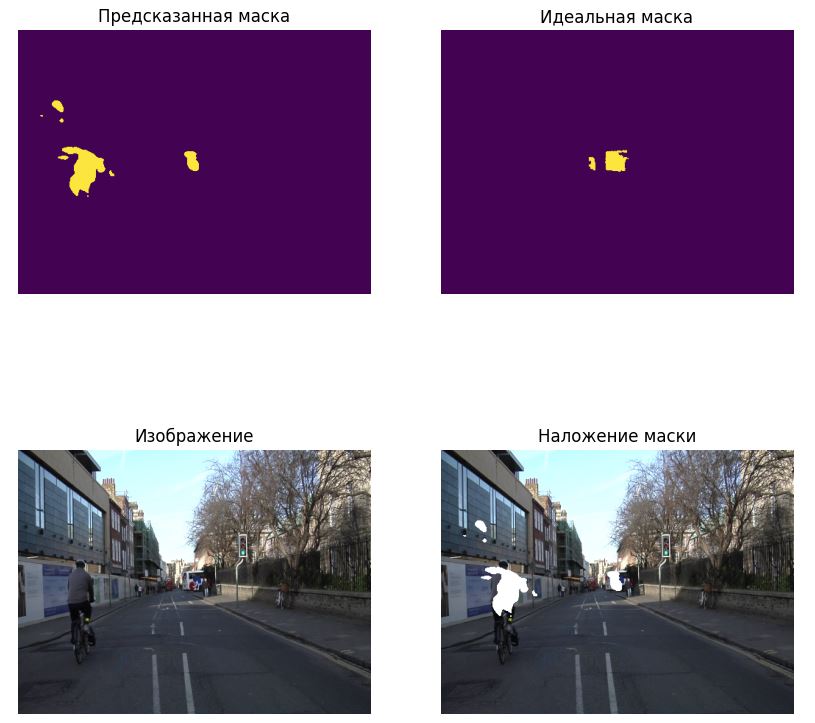 Предсказанная маска
Идеальная маска
Изображение
Наложение маски